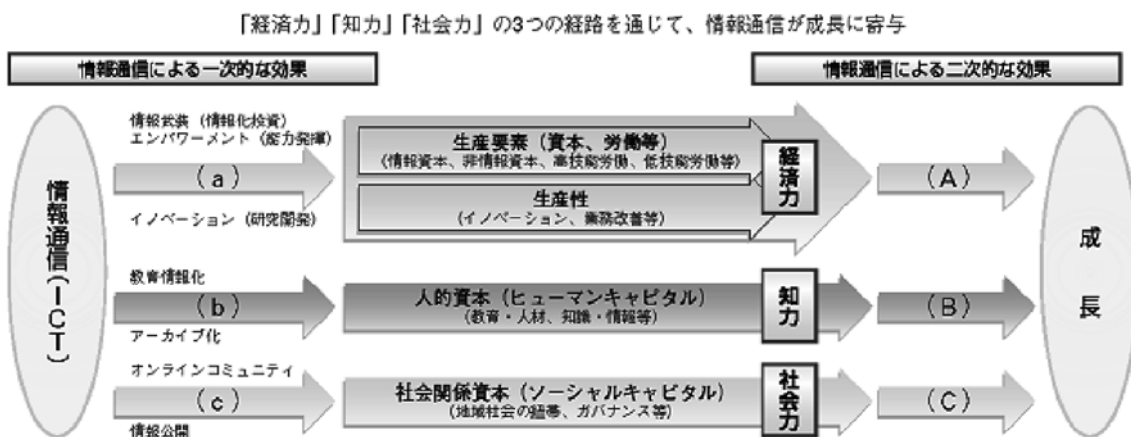 「経済力」「知力」「社会力」の3つの経路を通じて、情報通信が成長に寄与
情報通信による一次的な効果
情報通信による二次的な効果
情報通信(ICT)
情報武装（情報化投資）
エンパワーメント（能力発揮）
(a)
イノベーション（研究開発）
生産要素（資本、労働等）
（情報資本、非情報資本、高技能労働、低技能労働等）
生産性
（イノベーション、業務改善等）
経済力
(A)
教育情報化
(b)
アーカイブ化
人的資本（ヒューマンキャピタル）
（教育・人材、知識・情報等）
知力
(B)
オンラインコミュニティ
(c)
情報公開
社会関係資本（ソーシャルキャピタル）
（地域社会の紐帯、ガバナンス等）
社会力
(C)
成長